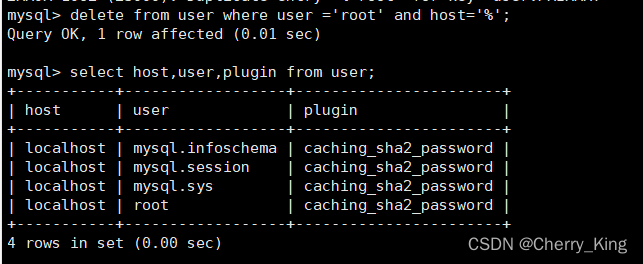 mysql> delete from user where user ='root' and host='%';
Query OK, 1 row affected (0.01 sec)
mysql> select host,user,plugin from user;
+-----------+------------------+-----------------------+
| host      | user             | plugin                |
+-----------+------------------+-----------------------+
| localhost | mysql.infoschema | caching_sha2_password |
| localhost | mysql.session    | caching_sha2_password |
| localhost | mysql.sys        | caching_sha2_password |
| localhost | root             | caching_sha2_password |
+-----------+------------------+-----------------------+
4 rows in set (0.00 sec)
CSDN @Cherry_King